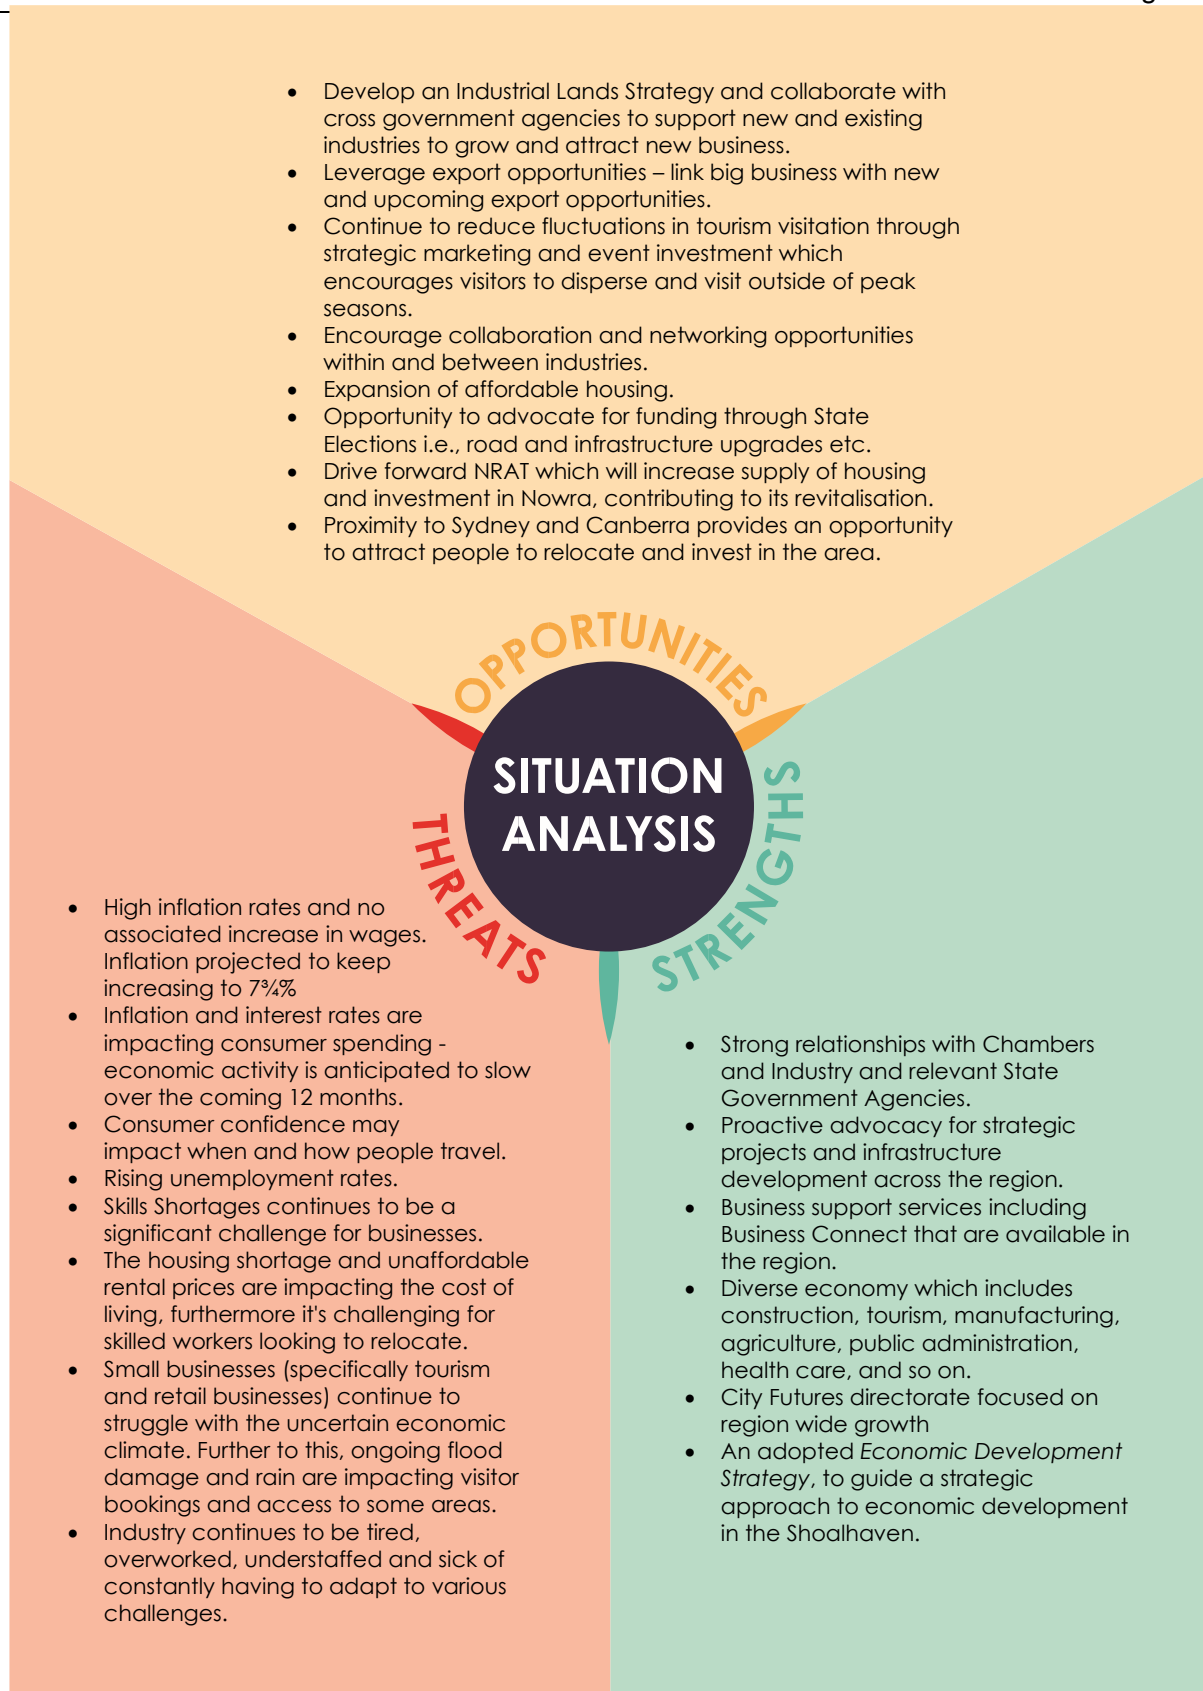 • Develop an Industrial Lands Strategy and collaborate with
cross government agencies to support new and existing
industries to grow and attract new business.
• Leverage export opportunities – link big business with new
and upcoming export opportunities.
• Continue to reduce fluctuations in tourism visitation through
strategic marketing and event investment which
encourages visitors to disperse and visit outside of peak
seasons.
• Encourage collaboration and networking opportunities
within and between industries.
• Expansion of affordable housing.
• Opportunity to advocate for funding through State
Elections i.e., road and infrastructure upgrades etc.
• Drive forward NRAT which will increase supply of housing
and investment in Nowra, contributing to its revitalisation.
• Proximity to Sydney and Canberra provides an opportunity
to attract people to relocate and invest in the area.
OPPORTUNITIES
SITUATION
ANALYSIS
THREATS
STRENGTHS
• High inflation rates and no
associated increase in wages.
Inflation projected to keep
increasing to 7¾%
• Inflation and interest rates are
impacting consumer spending -
economic activity is anticipated to slow
over the coming 12 months.
• Consumer confidence may
impact when and how people travel.
• Rising unemployment rates.
• Skills Shortages continues to be a
significant challenge for businesses.
• The housing shortage and unaffordable
rental prices are impacting the cost of
living, furthermore it's challenging for
skilled workers looking to relocate.
• Small businesses (specifically tourism
and retail businesses) continue to
struggle with the uncertain economic
climate. Further to this, ongoing flood
damage and rain are impacting visitor
bookings and access to some areas.
• Industry continues to be tired,
overworked, understaffed and sick of
constantly having to adapt to various
challenges.
• Strong relationships with Chambers
and Industry and relevant State
Government Agencies.
• Proactive advocacy for strategic
projects and infrastructure
development across the region.
• Business support services including
Business Connect that are available in
the region.
• Diverse economy which includes
construction, tourism, manufacturing,
agriculture, public administration,
health care, and so on.
• City Futures directorate focused on
region wide growth
• An adopted Economic Development
Strategy, to guide a strategic
approach to economic development
in the Shoalhaven.